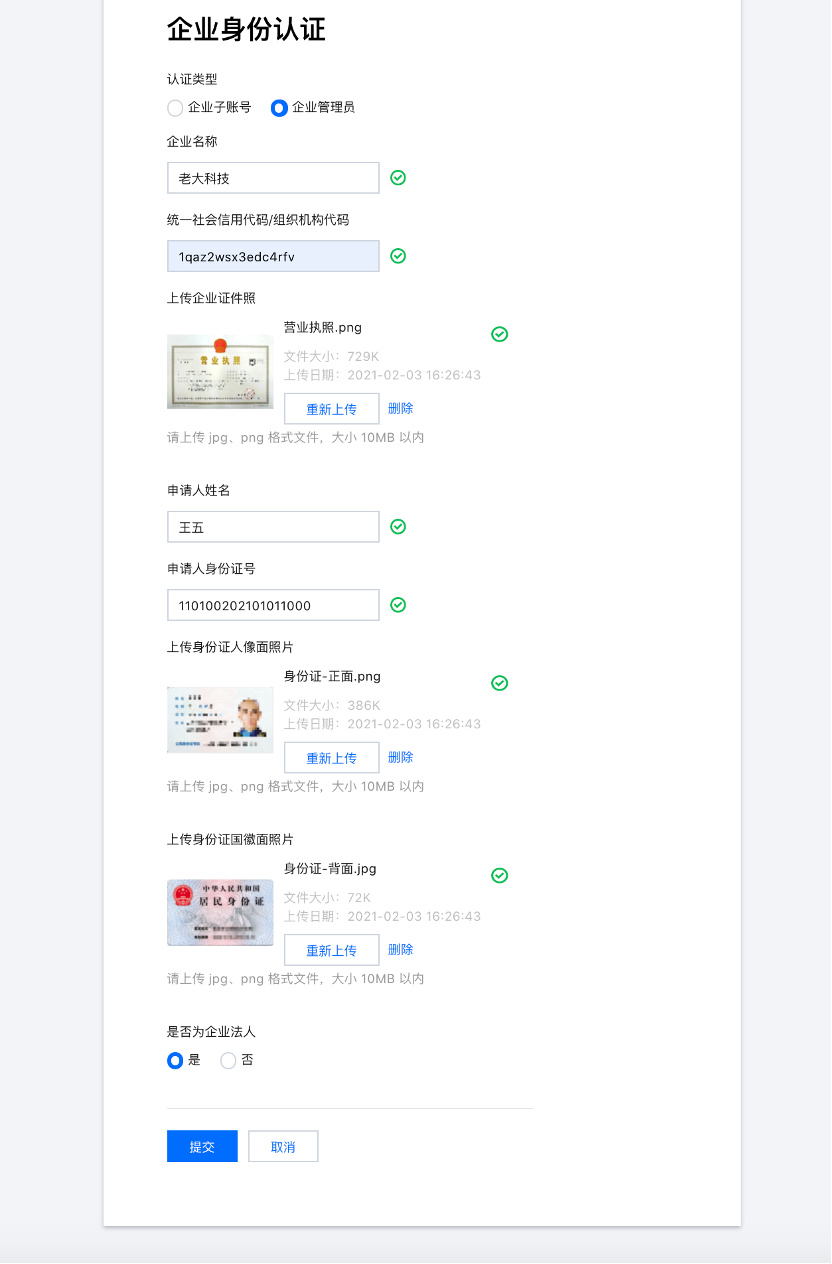 企业身份认证
认证类型
企业子账号 企业管理员
企业名称
老大科技
统一社会信用代码/组织机构代码
1qaz2wsx3edc4rfv
上传企业证件照
营业执照
营业执照.png
文件大小：729K
上传日期：2021-02-03 16:26:43
重新上传 删除
请上传 jpg、png 格式文件，大小 10MB 以内
申请人姓名
王五
申请人身份证号
110100202101011000
上传身份证人像面照片
身份证-正面.png
文件大小：386K
上传日期：2021-02-03 16:26:43
重新上传 删除
请上传 jpg、png 格式文件，大小 10MB 以内
上传身份证国徽面照片
中华人民共和国
居民身份证
身份证-背面.jpg
文件大小：72K
上传日期：2021-02-03 16:26:43
重新上传 删除
请上传 jpg、png 格式文件，大小 10MB 以内
是否为企业法人
是 否
提交 取消